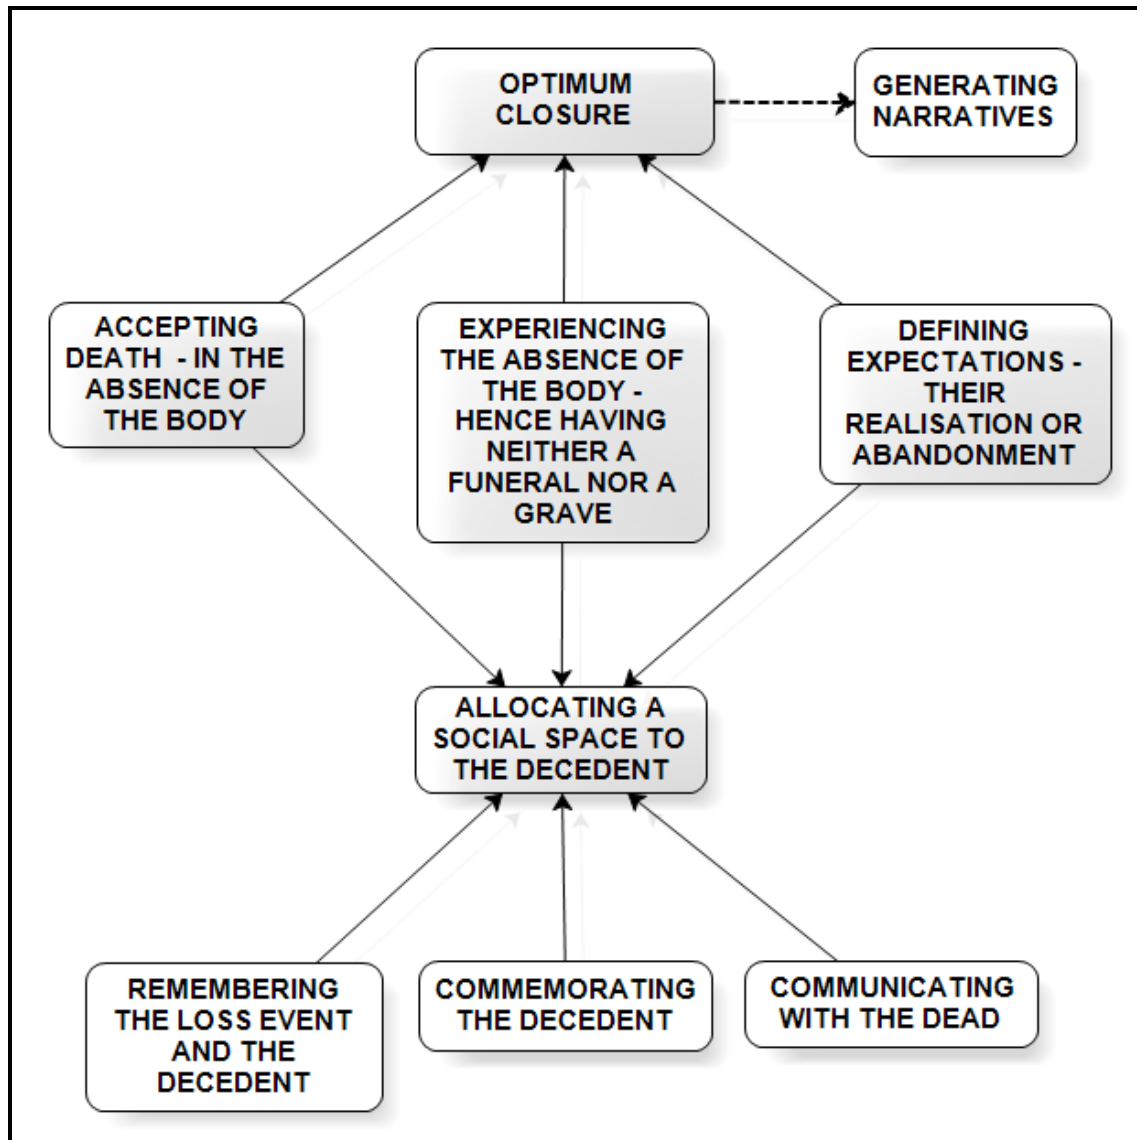 OPTIMUM
CLOSURE
GENERATING
NARRATIVES
ACCEPTING
DEATH - IN THE
ABSENCE OF
THE BODY
EXPERIENCING
THE ABSENCE OF
THE BODY -
HENCE HAVING
NEITHER A
FUNERAL NOR A
GRAVE
DEFINING
EXPECTATIONS -
THEIR
REALISATION OR
ABANDONMENT
ALLOCATING A
SOCIAL SPACE TO
THE DECEDENT
REMEMBERING
THE LOSS EVENT
AND THE
DECEDENT
COMMEMORATING
THE DECEDENT
COMMUNICATING
WITH THE DEAD